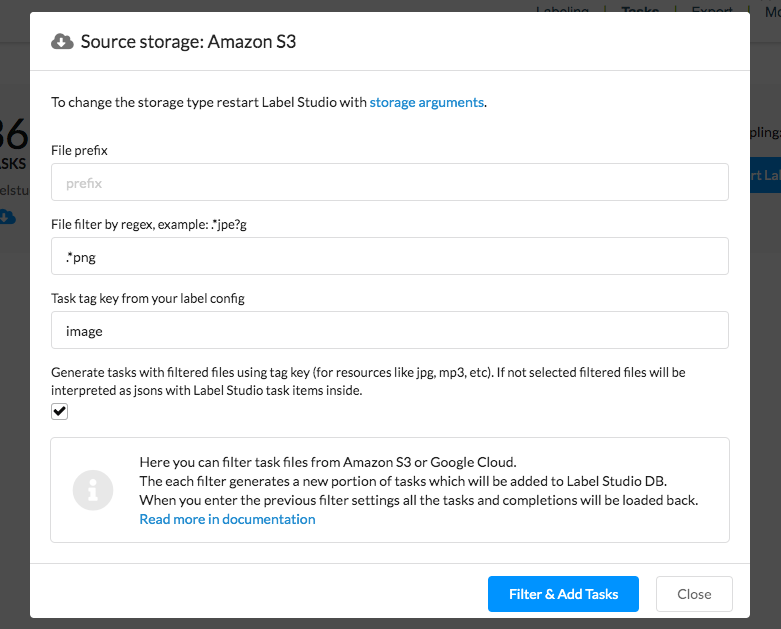 Labeling
Tasks
Export
Mo
Source storage: Amazon S3
To change the storage type restart Label Studio with storage arguments.
36
ASKS
elstu
pling:
rt Lal
File prefix
prefix
File filter by regex, example: .*jpe?g
.*png
Task tag key from your label config
image
Generate tasks with filtered files using tag key (for resources like jpg, mp3, etc). If not selected filtered files will be
interpreted as jsons with Label Studio task items inside.
Here you can filter task files from Amazon S3 or Google Cloud.
The each filter generates a new portion of tasks which will be added to Label Studio DB.
When you enter the previous filter settings all the tasks and completions will be loaded back.
Read more in documentation
Filter & Add Tasks
Close